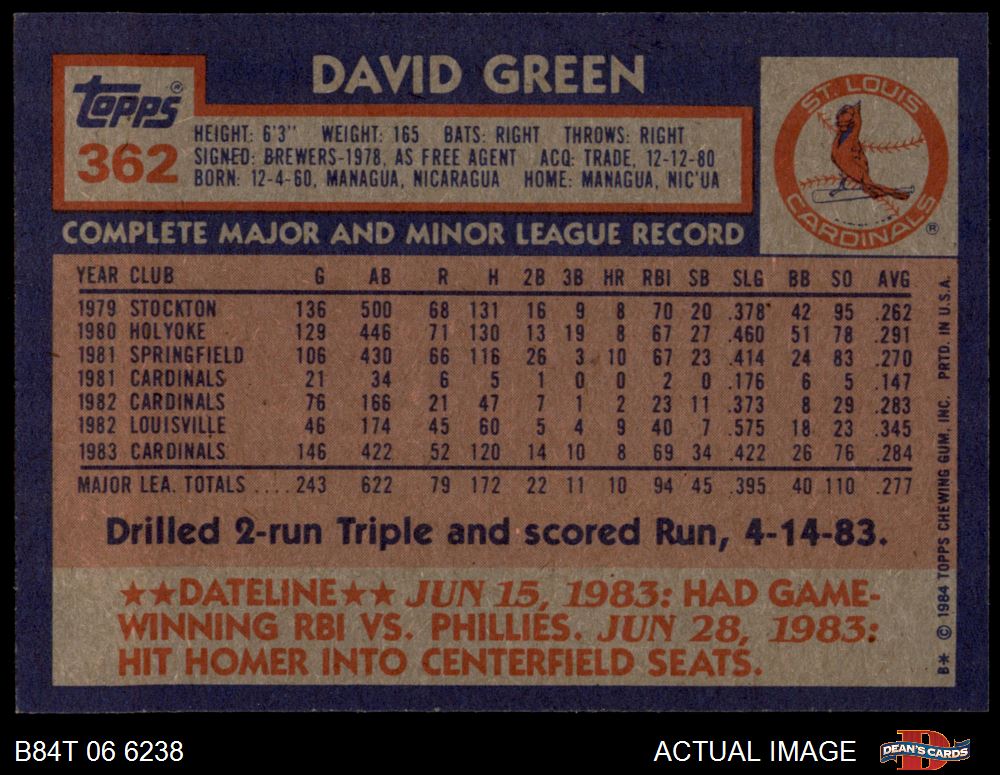 DAVID GREEN
Topps®
362
HEIGHT: 6'3" WEIGHT: 165 BATS: RIGHT THROWS: RIGHT
SIGNED: BREWERS-1978, AS FREE AGENT ACQ: TRADE, 12-12-80
BORN: 12-4-60, MANAGUA, NICARAGUA HOME: MANAGUA, NIC'UA
ST. LOUIS
CARDINALS
®
COMPLETE MAJOR AND MINOR LEAGUE RECORD
YEAR CLUB G AB R H 2B 3B HR RBI SB SLG BB SO AVG
1979 STOCKTON 136 500 68 131 16 9 8 70 20 .378 42 95 .262
1980 HOLYOKE 129 446 71 130 13 19 8 67 27 .460 51 78 .291
1981 SPRINGFIELD 106 430 66 116 26 3 10 67 23 .414 24 83 .270
1981 CARDINALS 21 34 6 5 1 0 0 2 0 .176 6 5 .147
1982 CARDINALS 76 166 21 47 7 1 2 23 11 .373 8 29 .283
1982 LOUISVILLE 46 174 45 60 5 4 9 40 7 .575 18 23 .345
1983 CARDINALS 146 422 52 120 14 10 8 69 34 .422 26 76 .284
MAJOR LEA. TOTALS .... 243 622 79 172 22 11 10 94 45 .395 40 110 .277
Drilled 2-run Triple and scored Run, 4-14-83.
★★DATELINE★★ JUN 15, 1983: HAD GAME-
WINNING RBI VS. PHILLIES. JUN 28, 1983:
HIT HOMER INTO CENTERFIELD SEATS.
B* © 1984 TOPPS CHEWING GUM, INC. PRTD. IN U.S.A.
B84T 06 6238
ACTUAL IMAGE
D
DEAN'S CARDS